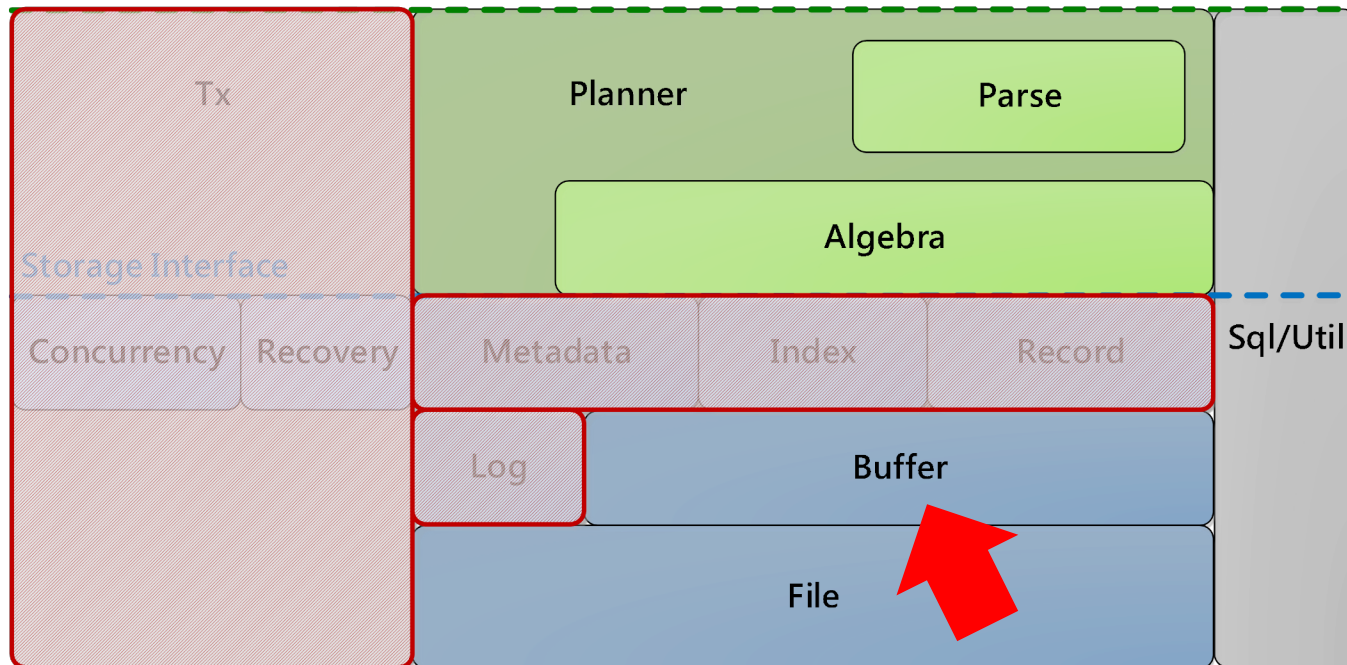 Tx
Planner
Parse
Algebra
Storage Interface
Concurrency
Recovery
Metadata
Index
Record
Sql/Util
Log
Buffer
File